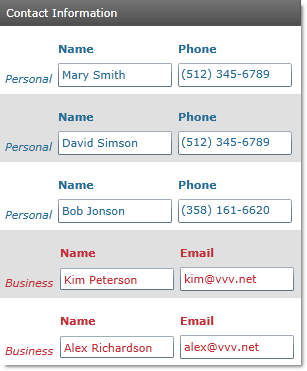 Contact Information
Name Phone
Personal Mary Smith (512) 345-6789
Name Phone
Personal David Simson (512) 345-6789
Name Phone
Personal Bob Jonson (358) 161-6620
Name Email
Business Kim Peterson kim@vvv.net
Name Email
Business Alex Richardson alex@vvv.net